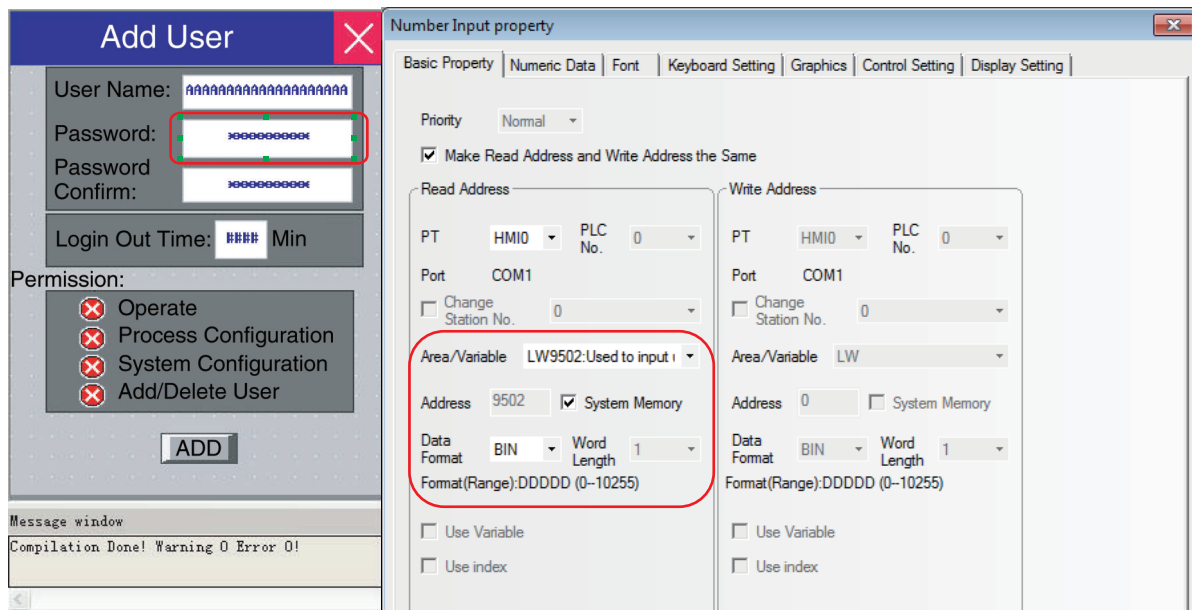 Add User
User Name: AAAAAAAAAAAAAAAAAAAA
Password: **********
Password
Confirm: **********
Login Out Time: #### Min
Permission:
Operate
Process Configuration
System Configuration
Add/Delete User
ADD
Message window
Compilation Done! Warning 0 Error 0!
Number Input property
Basic Property Numeric Data Font Keyboard Setting Graphics Control Setting Display Setting
Priority Normal
Make Read Address and Write Address the Same
Read Address
PT HMI0 PLC No. 0
Port COM1
Change Station No. 0
Area/Variable LW9502:Used to input
Address 9502 System Memory
Data Format BIN Word Length 1
Format(Range):DDDDD (0--10255)
Use Variable
Use index
Write Address
PT HMI0 PLC No. 0
Port COM1
Change Station No. 0
Area/Variable LW
Address 0 System Memory
Data Format BIN Word Length 1
Format(Range):DDDDD (0--10255)
Use Variable
Use index